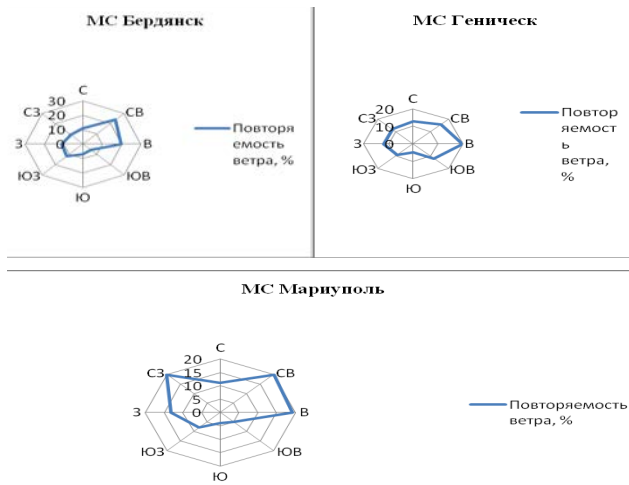 МС Бердянск
С
30
СЗ
СВ
20
10
З
0
В
ЮЗ
ЮВ
Ю
Повторя
емость
ветра, %
МС Геническ
С
20
СЗ
СВ
10
З
0
В
ЮЗ
ЮВ
Ю
Повтор
яемост
ь
ветра,
%
МС Мариуполь
С
20
СЗ
СВ
15
10
5
З
0
В
ЮЗ
ЮВ
Ю
Повторяемость
ветра, %